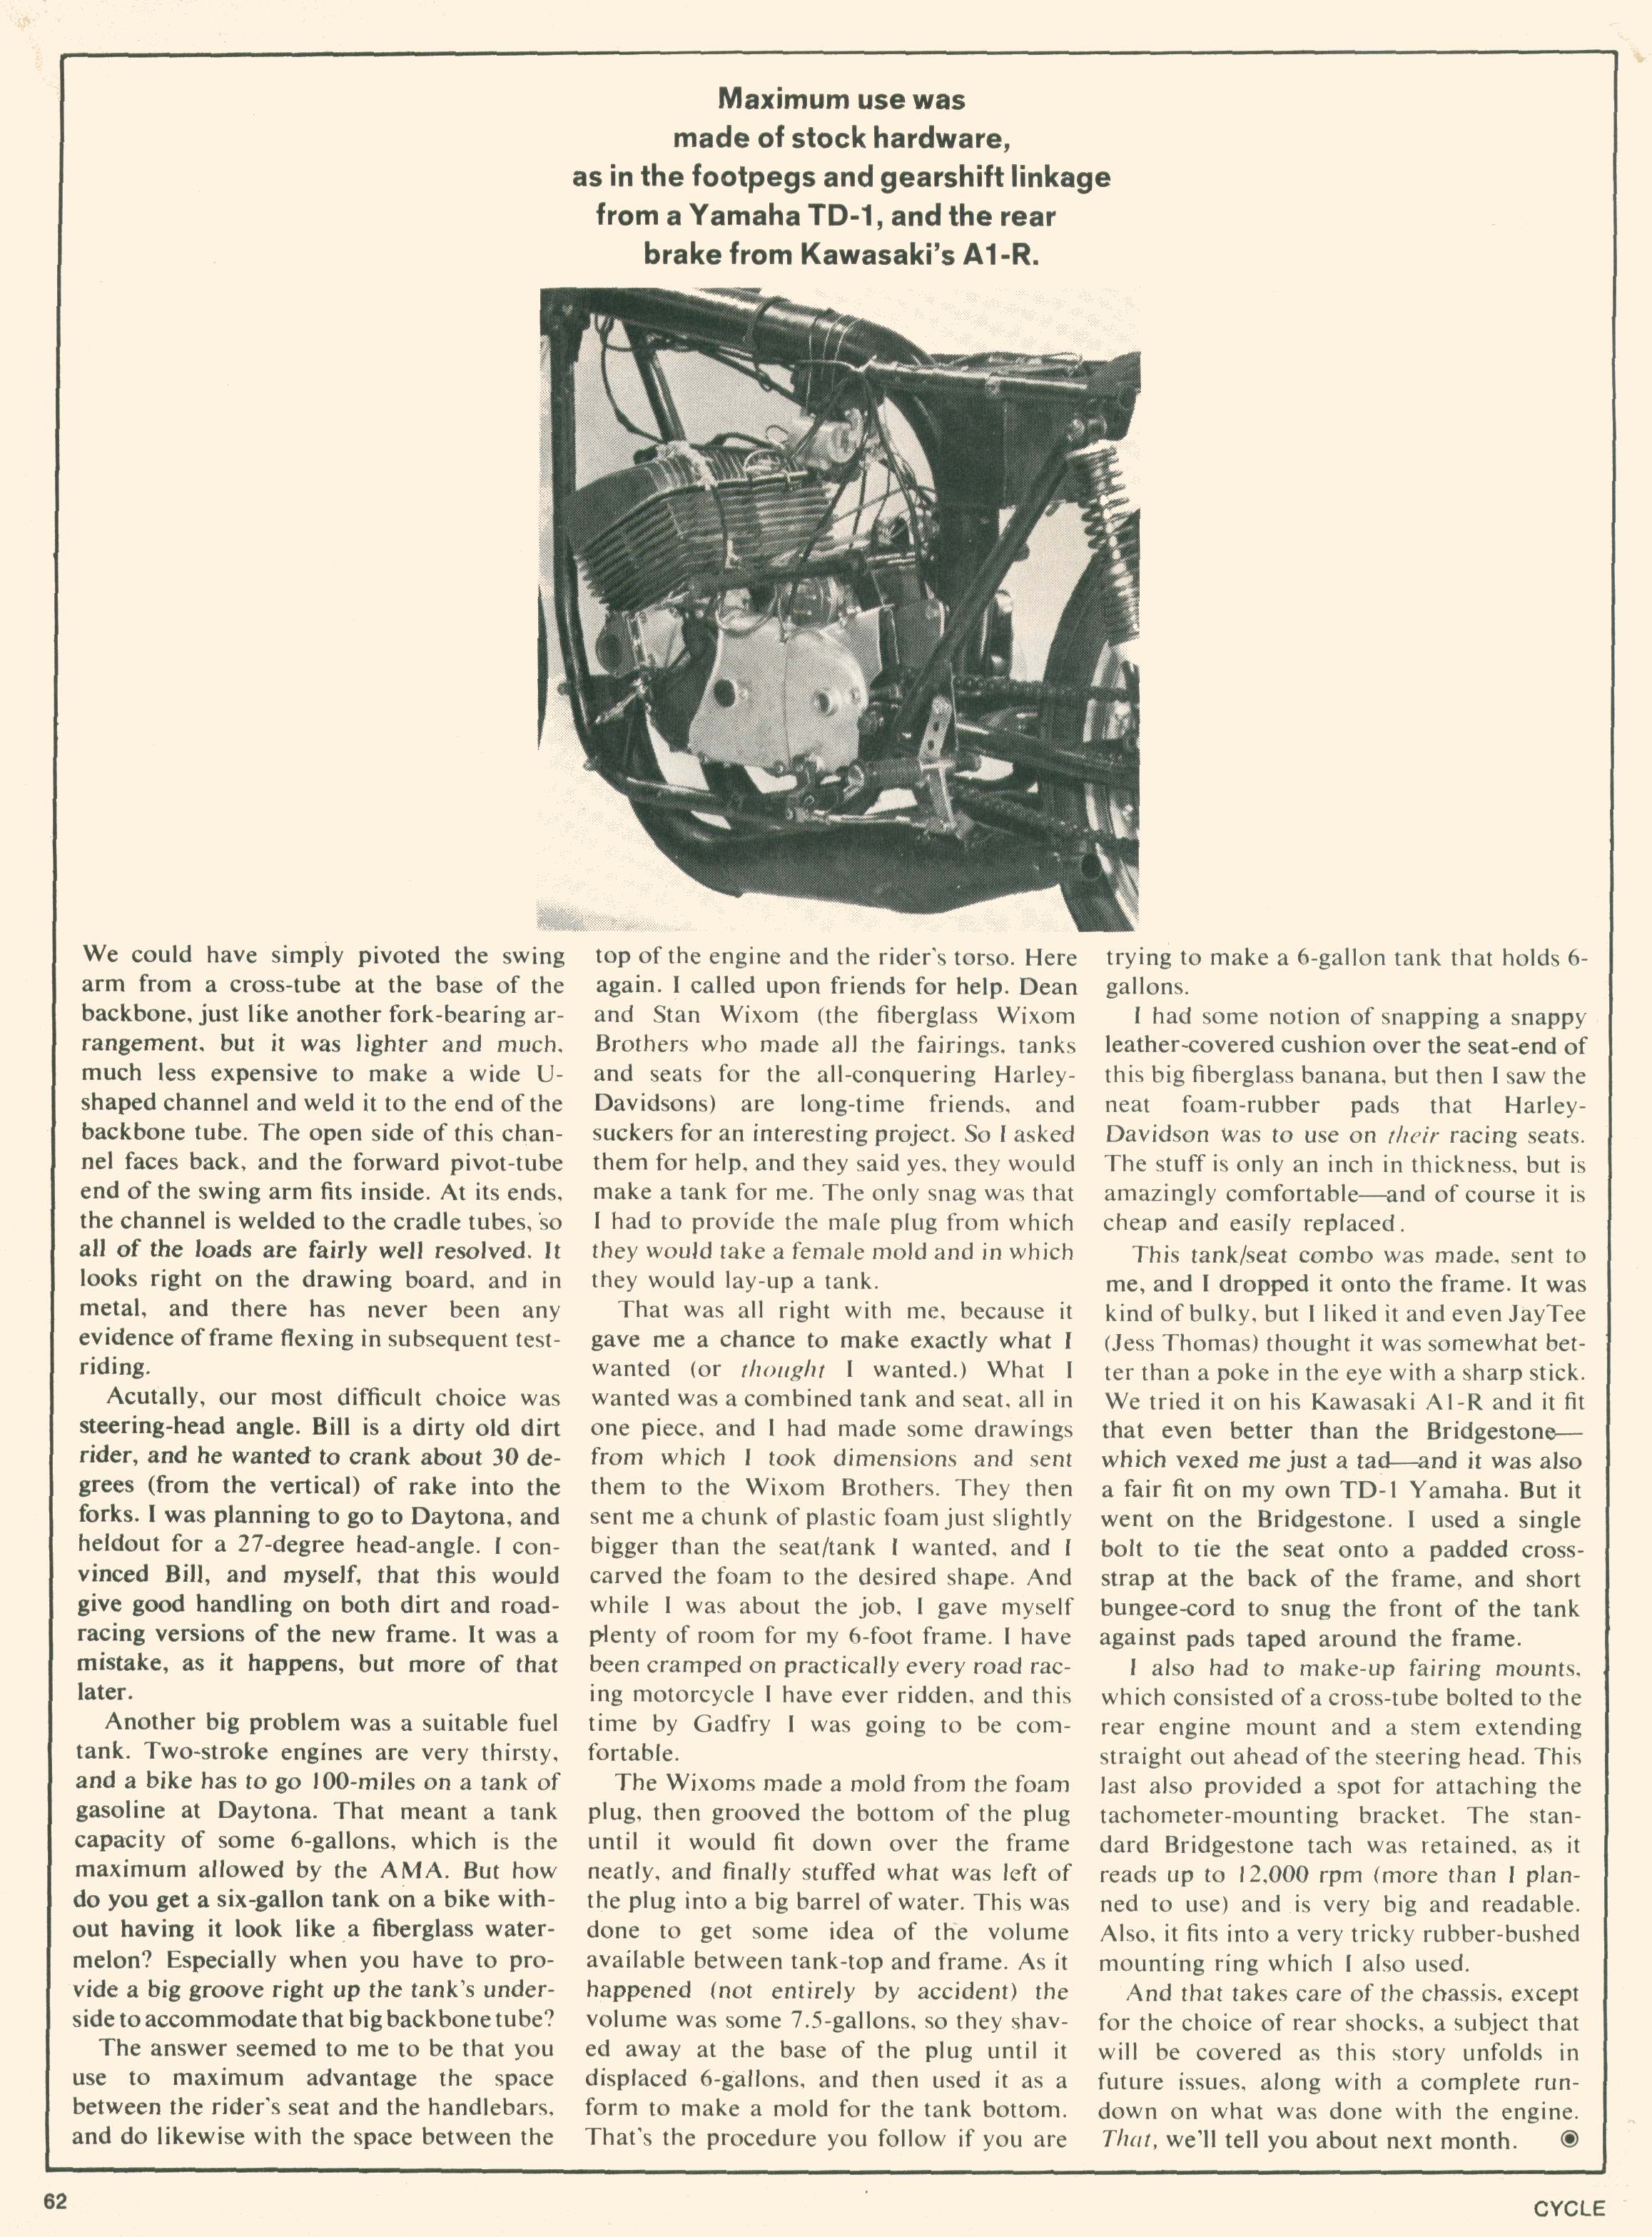 Maximum use was
made of stock hardware,
as in the footpegs and gearshift linkage
from a Yamaha TD-1, and the rear
brake from Kawasaki's A1-R.
We could have simply pivoted the swing
arm from a cross-tube at the base of the
backbone, just like another fork-bearing ar-
rangement, but it was lighter and much,
much less expensive to make a wide U-
shaped channel and weld it to the end of the
backbone tube. The open side of this chan-
nel faces back, and the forward pivot-tube
end of the swing arm fits inside. At its ends,
the channel is welded to the cradle tubes, so
all of the loads are fairly well resolved. It
looks right on the drawing board, and in
metal, and there has never been any
evidence of frame flexing in subsequent test-
riding.
Acutally, our most difficult choice was
steering-head angle. Bill is a dirty old dirt
rider, and he wanted to crank about 30 de-
grees (from the vertical) of rake into the
forks. I was planning to go to Daytona, and
heldout for a 27-degree head-angle. I con-
vinced Bill, and myself, that this would
give good handling on both dirt and road-
racing versions of the new frame. It was a
mistake, as it happens, but more of that
later.
Another big problem was a suitable fuel
tank. Two-stroke engines are very thirsty,
and a bike has to go 100-miles on a tank of
gasoline at Daytona. That meant a tank
capacity of some 6-gallons, which is the
maximum allowed by the AMA. But how
do you get a six-gallon tank on a bike with-
out having it look like a fiberglass water-
melon? Especially when you have to pro-
vide a big groove right up the tank's under-
side to accommodate that big backbone tube?
The answer seemed to me to be that you
use to maximum advantage the space
between the rider's seat and the handlebars,
and do likewise with the space between the
top of the engine and the rider's torso. Here
again. I called upon friends for help. Dean
and Stan Wixom (the fiberglass Wixom
Brothers who made all the fairings, tanks
and seats for the all-conquering Harley-
Davidsons) are long-time friends, and
suckers for an interesting project. So I asked
them for help, and they said yes, they would
make a tank for me. The only snag was that
I had to provide the male plug from which
they would take a female mold and in which
they would lay-up a tank.
That was all right with me, because it
gave me a chance to make exactly what I
wanted (or thought I wanted.) What I
wanted was a combined tank and seat, all in
one piece, and I had made some drawings
from which I took dimensions and sent
them to the Wixom Brothers. They then
sent me a chunk of plastic foam just slightly
bigger than the seat/tank I wanted, and I
carved the foam to the desired shape. And
while I was about the job, I gave myself
plenty of room for my 6-foot frame. I have
been cramped on practically every road rac-
ing motorcycle I have ever ridden, and this
time by Gadfry I was going to be com-
fortable.
The Wixoms made a mold from the foam
plug, then grooved the bottom of the plug
until it would fit down over the frame
neatly, and finally stuffed what was left of
the plug into a big barrel of water. This was
done to get some idea of the volume
available between tank-top and frame. As it
happened (not entirely by accident) the
volume was some 7.5-gallons, so they shav-
ed away at the base of the plug until it
displaced 6-gallons, and then used it as a
form to make a mold for the tank bottom.
That's the procedure you follow if you are
trying to make a 6-gallon tank that holds 6-
gallons.
I had some notion of snapping a snappy
leather-covered cushion over the seat-end of
this big fiberglass banana, but then I saw the
neat foam-rubber pads that Harley-
Davidson was to use on their racing seats.
The stuff is only an inch in thickness, but is
amazingly comfortable—and of course it is
cheap and easily replaced.
This tank/seat combo was made, sent to
me, and I dropped it onto the frame. It was
kind of bulky, but I liked it and even JayTee
(Jess Thomas) thought it was somewhat bet-
ter than a poke in the eye with a sharp stick.
We tried it on his Kawasaki A1-R and it fit
that even better than the Bridgestone—
which vexed me just a tad—and it was also
a fair fit on my own TD-1 Yamaha. But it
went on the Bridgestone. I used a single
bolt to tie the seat onto a padded cross-
strap at the back of the frame, and short
bungee-cord to snug the front of the tank
against pads taped around the frame.
I also had to make-up fairing mounts,
which consisted of a cross-tube bolted to the
rear engine mount and a stem extending
straight out ahead of the steering head. This
last also provided a spot for attaching the
tachometer-mounting bracket. The stan-
dard Bridgestone tach was retained, as it
reads up to 12,000 rpm (more than I plan-
ned to use) and is very big and readable.
Also, it fits into a very tricky rubber-bushed
mounting ring which I also used.
And that takes care of the chassis, except
for the choice of rear shocks, a subject that
will be covered as this story unfolds in
future issues, along with a complete run-
down on what was done with the engine.
That, we'll tell you about next month.
62
CYCLE